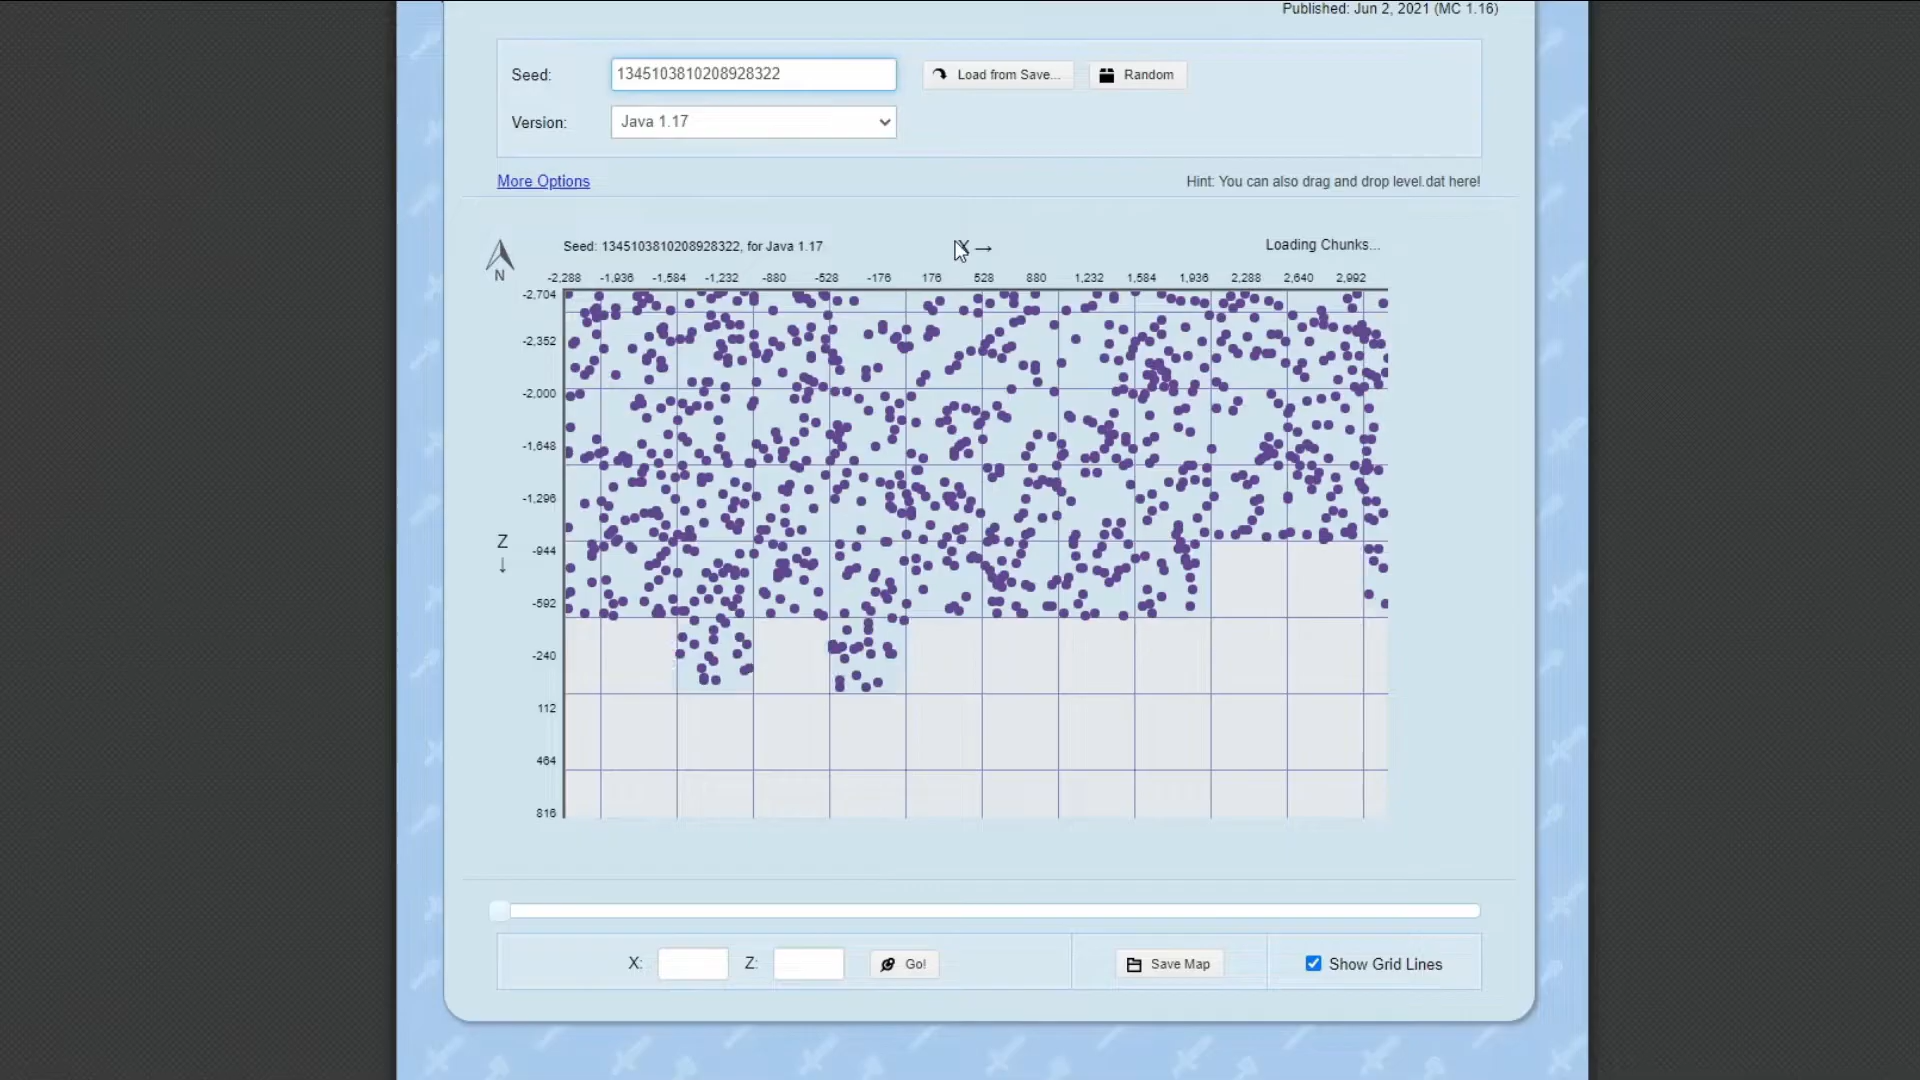 Published: Jun 2, 2021 (MC 1.16)
Seed: 1345103810208928322 Load from Save... Random
Version: Java 1.17
More Options Hint: You can also drag and drop level.dat here!
Seed: 1345103810208928322, for Java 1.17 X → Loading Chunks...
N
-2,288 -1,936 -1,584 -1,232 -880 -528 -176 176 528 880 1,232 1,584 1,936 2,288 2,640 2,992
-2,704
-2,352
-2,000
-1,648
-1,296
Z
↓
-944
-592
-240
112
464
816
X: Z: Go! Save Map Show Grid Lines